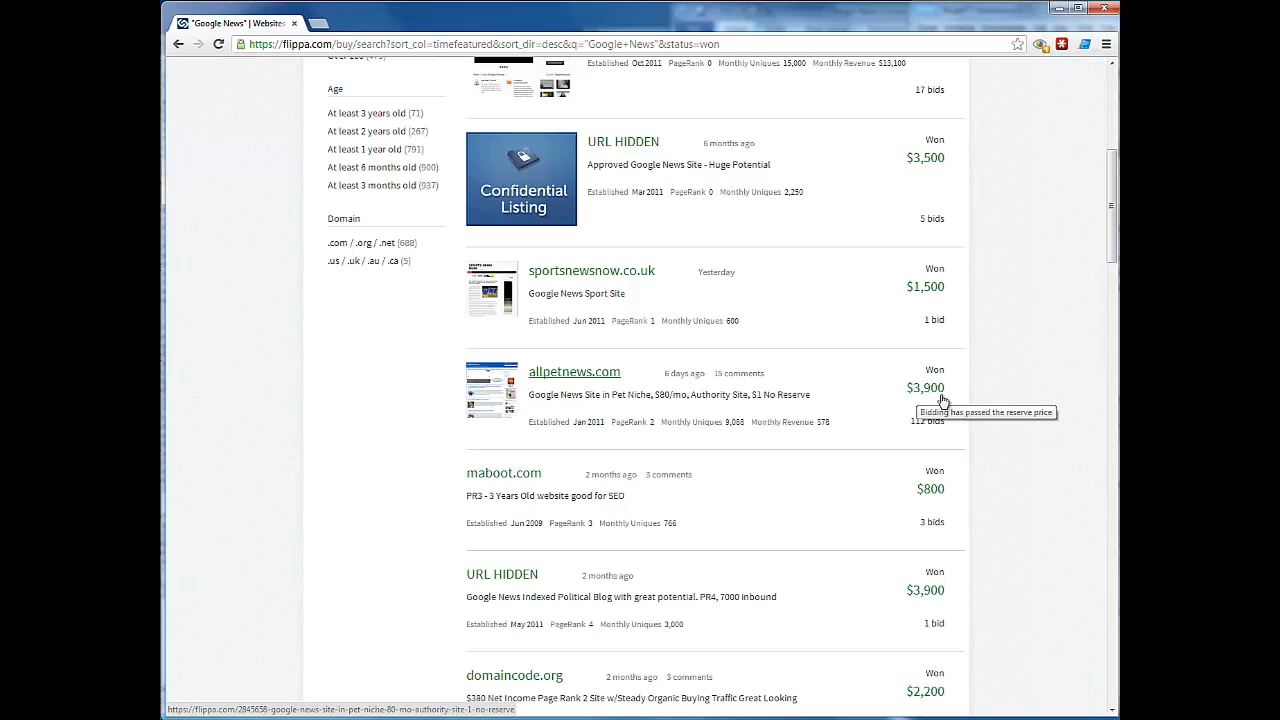 "Google News" | Websites
https://flippa.com/buy/search?sort_col=timefeatured&sort_dir=desc&q="Google+News"&status=won
Established Oct 2011 PageRank 0 Monthly Uniques 15,000 Monthly Revenue $13,100
17 bids
Age
At least 3 years old (71)
At least 2 years old (267)
At least 1 year old (791)
At least 6 months old (900)
At least 3 months old (937)
Domain
.com / .org / .net (688)
.us / .uk / .au / .ca (5)
Confidential
Listing
URL HIDDEN 6 months ago Won
$3,500
Approved Google News Site - Huge Potential
Established Mar 2011 PageRank 0 Monthly Uniques 2,250
5 bids
sportsnewsnow.co.uk Yesterday Won
$1,500
Google News Sport Site
Established Jun 2011 PageRank 1 Monthly Uniques 600
1 bid
allpetnews.com 6 days ago 15 comments Won
Google News Site in Pet Niche, $80/mo, Authority Site, $1 No Reserve
Bidding has passed the reserve price
Established Jan 2011 PageRank 2 Monthly Uniques 9,068 Monthly Revenue $78
112 bids
maboot.com 2 months ago 3 comments Won
$800
PR3 - 3 Years Old website good for SEO
Established Jun 2009 PageRank 3 Monthly Uniques 766
3 bids
URL HIDDEN 2 months ago Won
$3,900
Google News Indexed Political Blog with great potential. PR4, 7000 inbound
Established May 2011 PageRank 4 Monthly Uniques 3,000
1 bid
domaincode.org 2 months ago 3 comments Won
$2,200
$380 Net Income Page Rank 2 Site w/Steady Organic Buying Traffic Great Looking
https://flippa.com/2845658-google-news-site-in-pet-niche-80-mo-authority-site-1-no-reserve